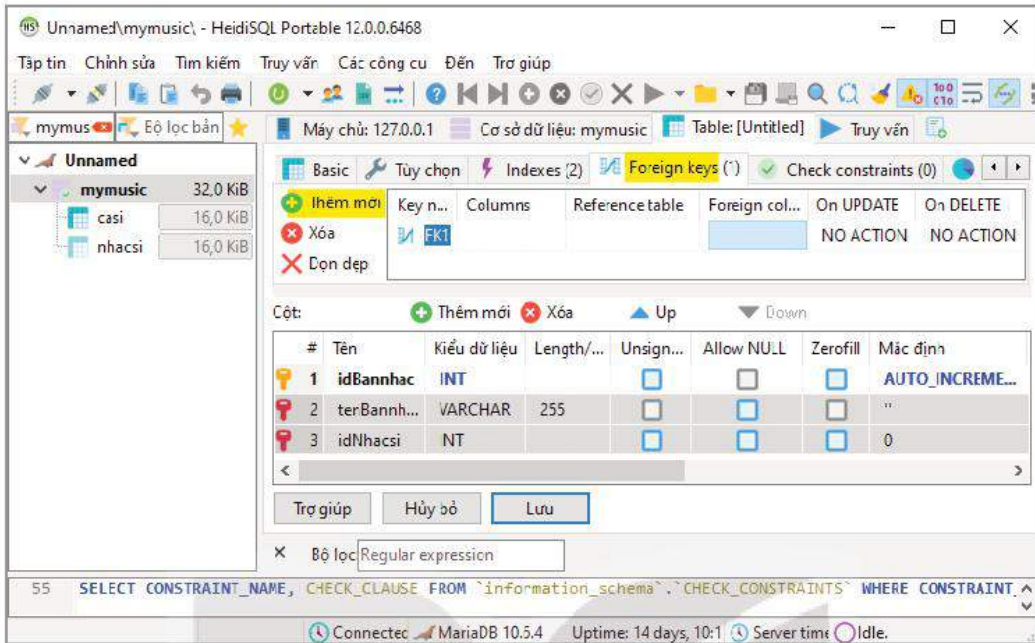 Unnamed\mymusic\ - HeidiSQL Portable 12.0.0.6468
Tập tin Chỉnh sửa Tìm kiếm Truy vấn Các công cụ Đến Trợ giúp
mymus Bộ lọc bản Máy chủ: 127.0.0.1 Cơ sở dữ liệu: mymusic Table: [Untitled] Truy vấn
Unnamed
mymusic 32,0 KiB
casi 16,0 KiB
nhacsi 16,0 KiB
Basic Tùy chọn Indexes (2) Foreign keys (1) Check constraints (0)
Thêm mới
Xóa
Dọn dẹp
Key n... Columns Reference table Foreign col... On UPDATE On DELETE
FK1 NO ACTION NO ACTION
Cột: Thêm mới Xóa Up Down
# Tên Kiểu dữ liệu Length/... Unsign... Allow NULL Zerofill Mặc định
1 idBannhac INT AUTO_INCREME...
2 terBannh... VARCHAR 255 ''
3 idNhacsi INT 0
Trợ giúp Hủy bỏ Lưu
Bộ lọc Regular expression
55 SELECT CONSTRAINT_NAME, CHECK_CLAUSE FROM `information_schema`.`CHECK_CONSTRAINTS` WHERE CONSTRAINT_
Connected MariaDB 10.5.4 Uptime: 14 days, 10:1 Server time Idle.